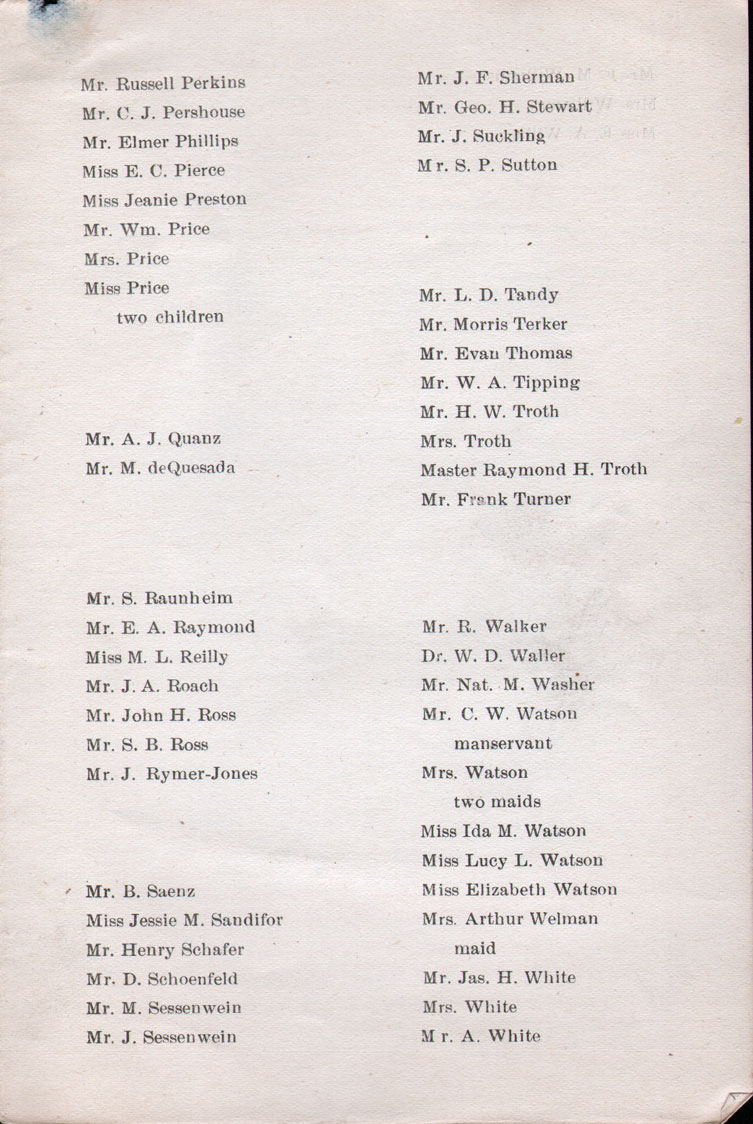 Mr. Russell Perkins
Mr. C. J. Pershouse
Mr. Elmer Phillips
Miss E. C. Pierce
Miss Jeanie Preston
Mr. Wm. Price
Mrs. Price
Miss Price
two children
Mr. A. J. Quanz
Mr. M. deQuesada
Mr. S. Raunheim
Mr. E. A. Raymond
Miss M. L. Reilly
Mr. J. A. Roach
Mr. John H. Ross
Mr. S. B. Ross
Mr. J. Rymer-Jones
Mr. B. Saenz
Miss Jessie M. Sandifor
Mr. Henry Schafer
Mr. D. Schoenfeld
Mr. M. Sessenwein
Mr. J. Sessenwein
Mr. J. F. Sherman
Mr. Geo. H. Stewart
Mr. J. Suckling
Mr. S. P. Sutton
Mr. L. D. Tandy
Mr. Morris Terker
Mr. Evan Thomas
Mr. W. A. Tipping
Mr. H. W. Troth
Mrs. Troth
Master Raymond H. Troth
Mr. Frank Turner
Mr. R. Walker
Dr. W. D. Waller
Mr. Nat. M. Washer
Mr. C. W. Watson
manservant
Mrs. Watson
two maids
Miss Ida M. Watson
Miss Lucy L. Watson
Miss Elizabeth Watson
Mrs. Arthur Welman
maid
Mr. Jas. H. White
Mrs. White
Mr. A. White